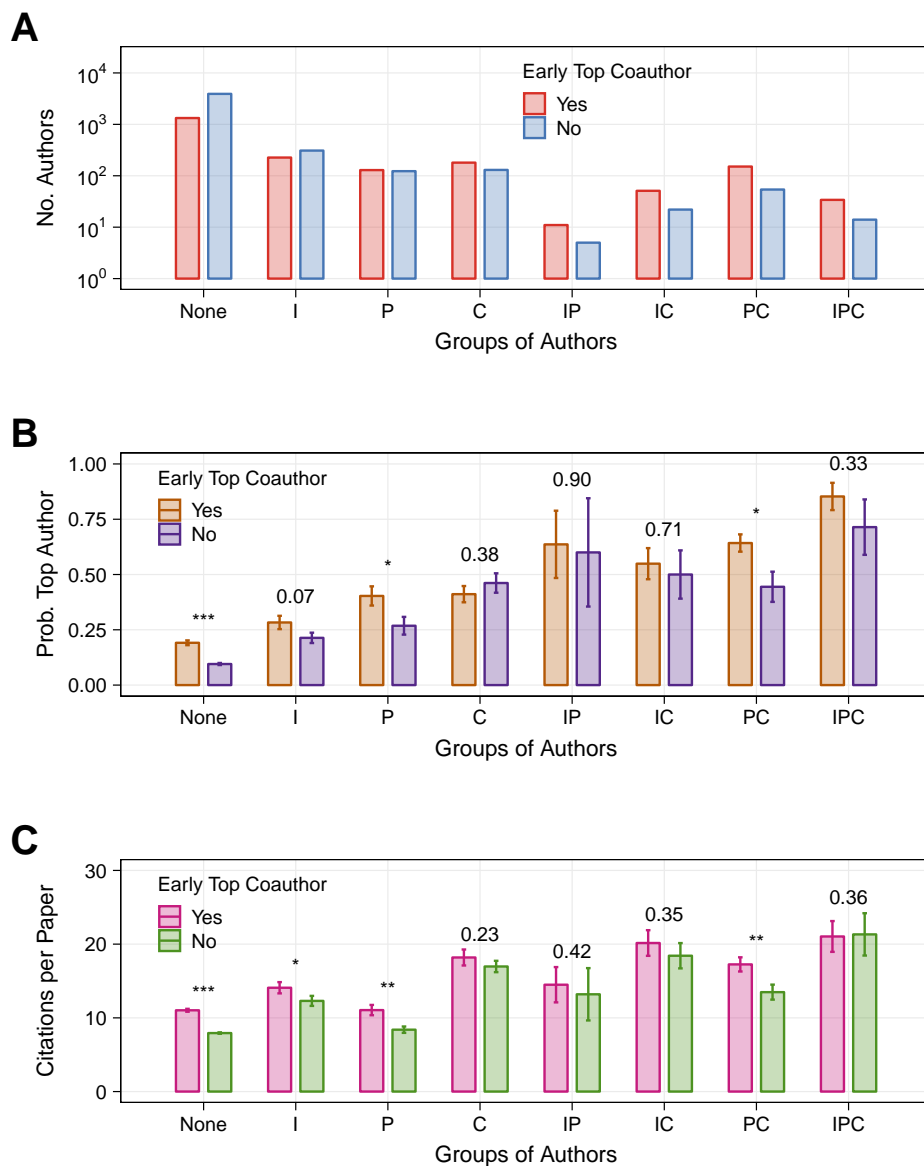 A
No. Authors
10^4
10^3
10^2
10^1
10^0
Early Top Coauthor
Yes
No
None I P C IP IC PC IPC
Groups of Authors
B
Prob. Top Author
1.00
0.75
0.50
0.25
0.00
Early Top Coauthor
Yes
No
*** 0.07 * 0.38 0.90 0.71 * 0.33
None I P C IP IC PC IPC
Groups of Authors
C
Citations per Paper
30
20
10
0
Early Top Coauthor
Yes
No
*** * ** 0.23 0.42 0.35 ** 0.36
None I P C IP IC PC IPC
Groups of Authors